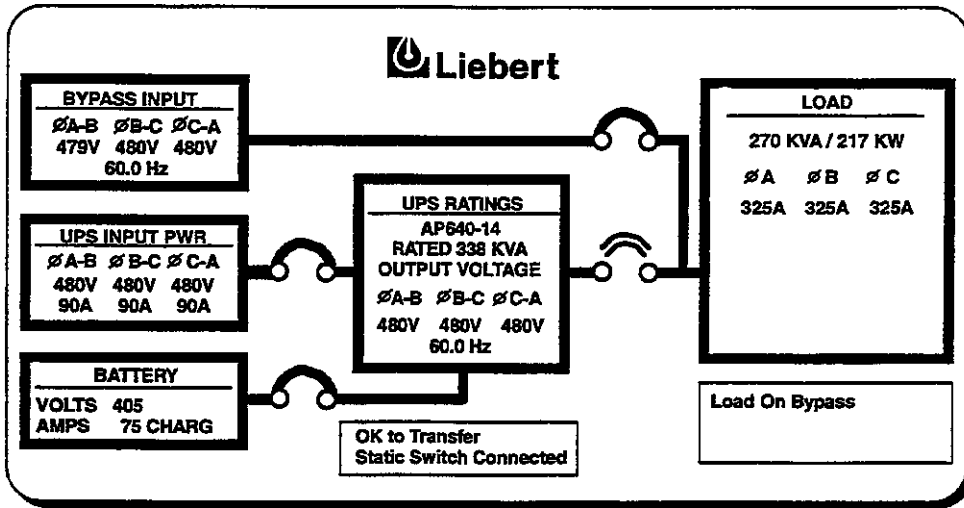 Liebert
BYPASS INPUT
ØA-B ØB-C ØC-A
479V 480V 480V
60.0 Hz
UPS INPUT PWR
ØA-B ØB-C ØC-A
480V 480V 480V
90A 90A 90A
BATTERY
VOLTS 405
AMPS 75 CHARG
UPS RATINGS
AP640-14
RATED 338 KVA
OUTPUT VOLTAGE
ØA-B ØB-C ØC-A
480V 480V 480V
60.0 Hz
OK to Transfer
Static Switch Connected
LOAD
270 KVA / 217 KW
Ø A Ø B Ø C
325A 325A 325A
Load On Bypass